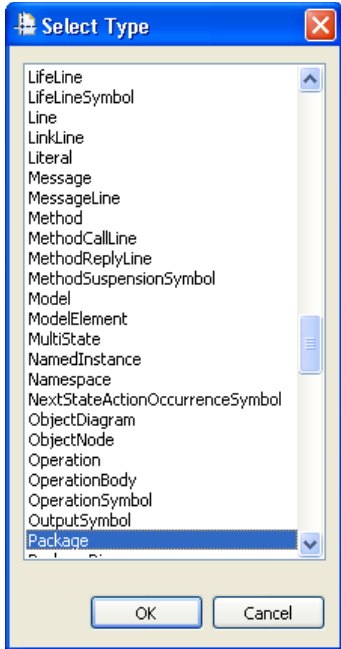 Select Type
LifeLine
LifeLineSymbol
Line
LinkLine
Literal
Message
MessageLine
Method
MethodCallLine
MethodReplyLine
MethodSuspensionSymbol
Model
ModelElement
MultiState
NamedInstance
Namespace
NextStateActionOccurrenceSymbol
ObjectDiagram
ObjectNode
Operation
OperationBody
OperationSymbol
OutputSymbol
Package
OK Cancel